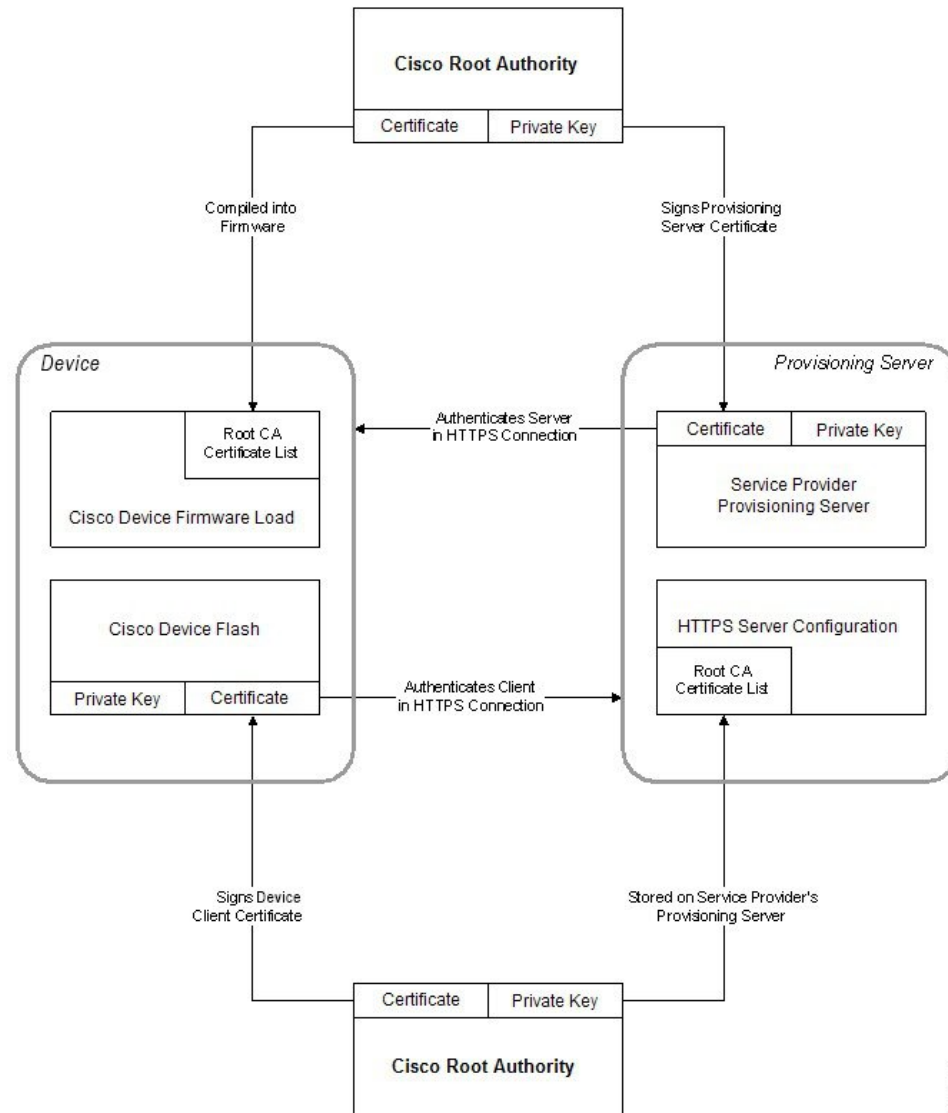 Cisco Root Authority
Certificate
Private Key
Compiled into
Firmware
Signs Provisioning
Server Certificate
Device
Provisioning Server
Root CA
Certificate List
Cisco Device Firmware Load
Authenticates Server
in HTTPS Connection
Certificate
Private Key
Service Provider
Provisioning Server
Cisco Device Flash
Private Key
Certificate
Authenticates Client
in HTTPS Connection
HTTPS Server Configuration
Root CA
Certificate List
Signs Device
Client Certificate
Stored on Service Provider's
Provisioning Server
Certificate
Private Key
Cisco Root Authority